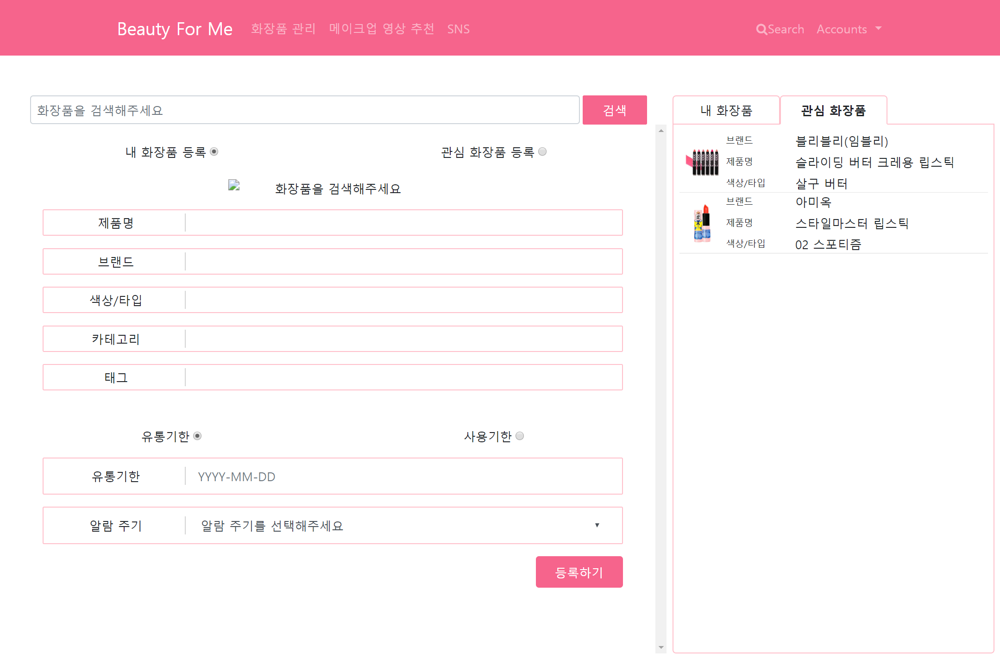 Beauty For Me 화장품 관리 메이크업 영상 추천 SNS Search Accounts
화장품을 검색해주세요 검색
내 화장품 등록 관심 화장품 등록
화장품을 검색해주세요
제품명
브랜드
색상/타입
카테고리
태그
유통기한 사용기한
유통기한 YYYY-MM-DD
알람 주기 알람 주기를 선택해주세요
등록하기
내 화장품 관심 화장품
브랜드 블리블리(임블리)
제품명 슬라이딩 버터 크레용 립스틱
색상/타입 살구 버터
브랜드 아미옥
제품명 스타일마스터 립스틱
색상/타입 02 스포티즘